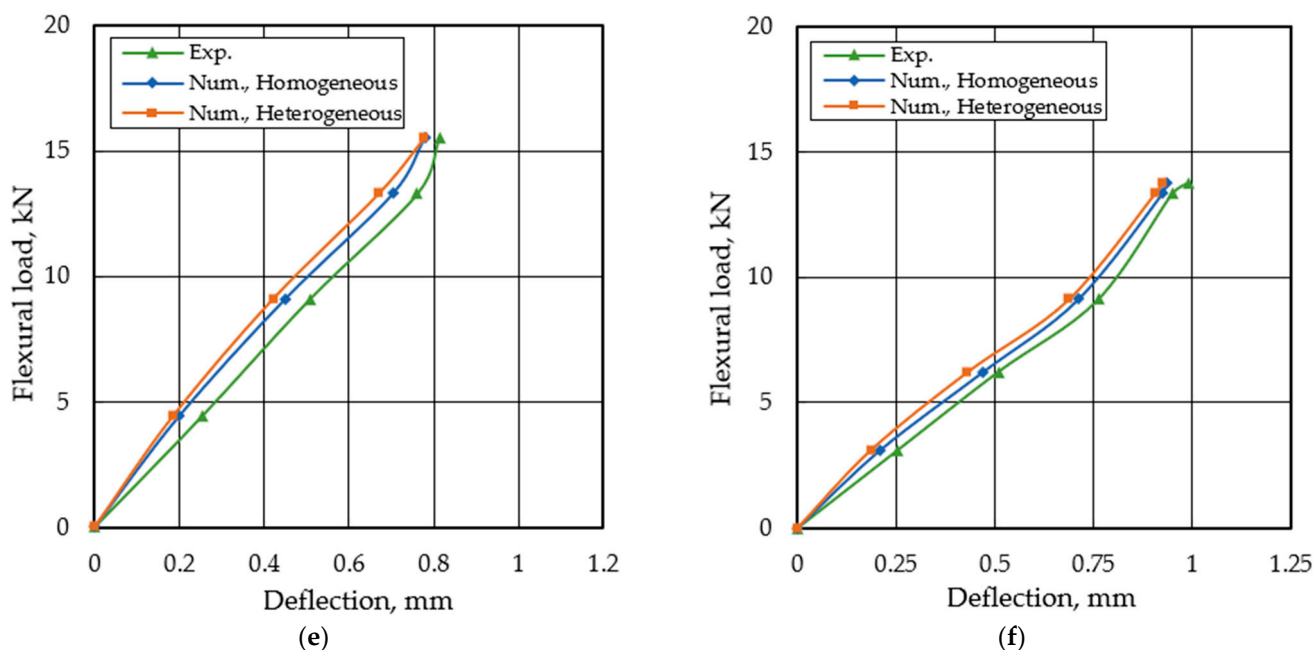 20
15
10
5
0
Flexural load, kN
Exp.
Num., Homogeneous
Num., Heterogeneous
0 0.2 0.4 0.6 0.8 1 1.2
Deflection, mm
(e)
20
15
10
5
0
Flexural load, kN
Exp.
Num., Homogeneous
Num., Heterogeneous
0 0.25 0.5 0.75 1 1.25
Deflection, mm
(f)